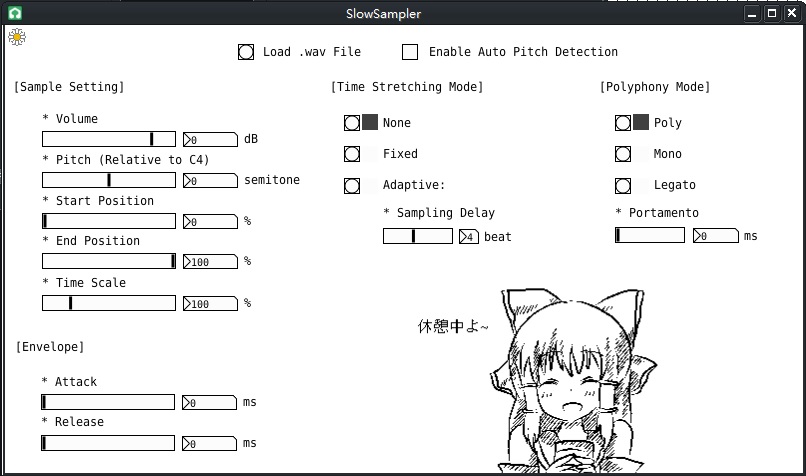 SlowSampler
Load .wav File
Enable Auto Pitch Detection
[Sample Setting]
* Volume
0 dB
* Pitch (Relative to C4)
0 semitone
* Start Position
0 %
* End Position
100 %
* Time Scale
100 %
[Envelope]
* Attack
0 ms
* Release
0 ms
[Time Stretching Mode]
None
Fixed
Adaptive:
* Sampling Delay
4 beat
[Polyphony Mode]
Poly
Mono
Legato
* Portamento
0 ms
休憩中よ~